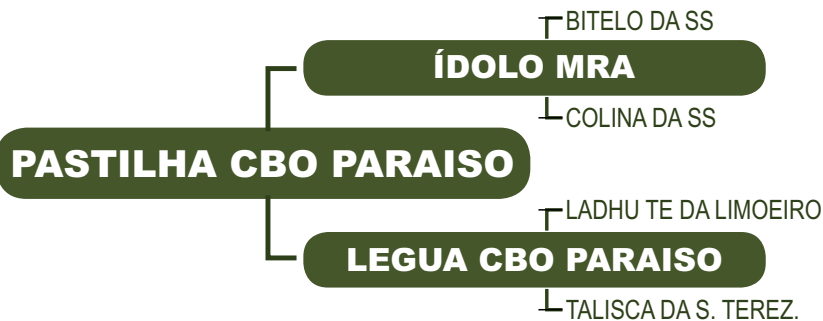 BITELO DA SS
ÍDOLO MRA
COLINA DA SS
PASTILHA CBO PARAISO
LADHU TE DA LIMOEIRO
LEGUA CBO PARAISO
TALISCA DA S. TEREZ.